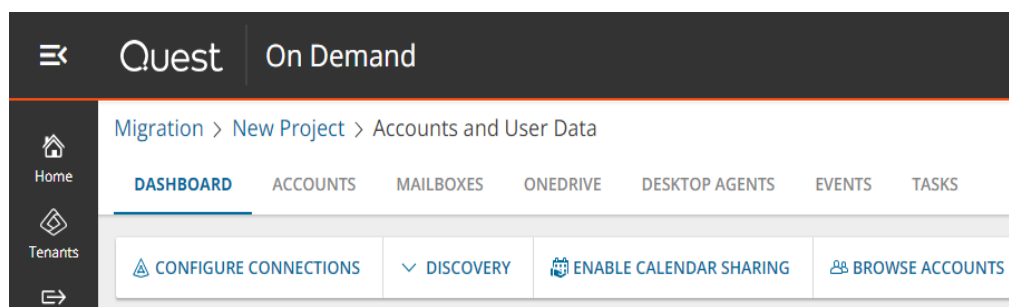 Quest On Demand
Migration > New Project > Accounts and User Data
Home
DASHBOARD ACCOUNTS MAILBOXES ONEDRIVE DESKTOP AGENTS EVENTS TASKS
Tenants
CONFIGURE CONNECTIONS DISCOVERY ENABLE CALENDAR SHARING BROWSE ACCOUNTS